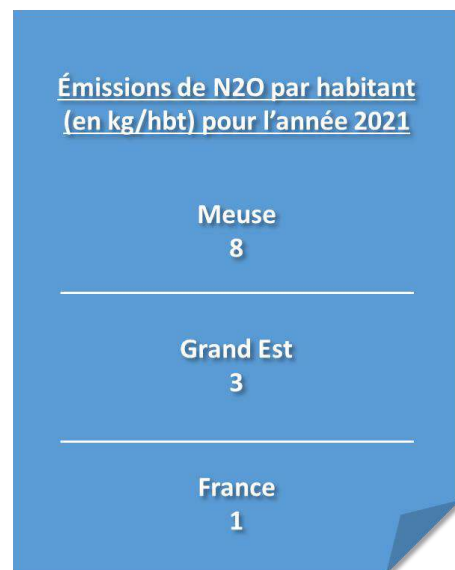 Émissions de N2O par habitant
(en kg/hbt) pour l’année 2021
Meuse
8
Grand Est
3
France
1